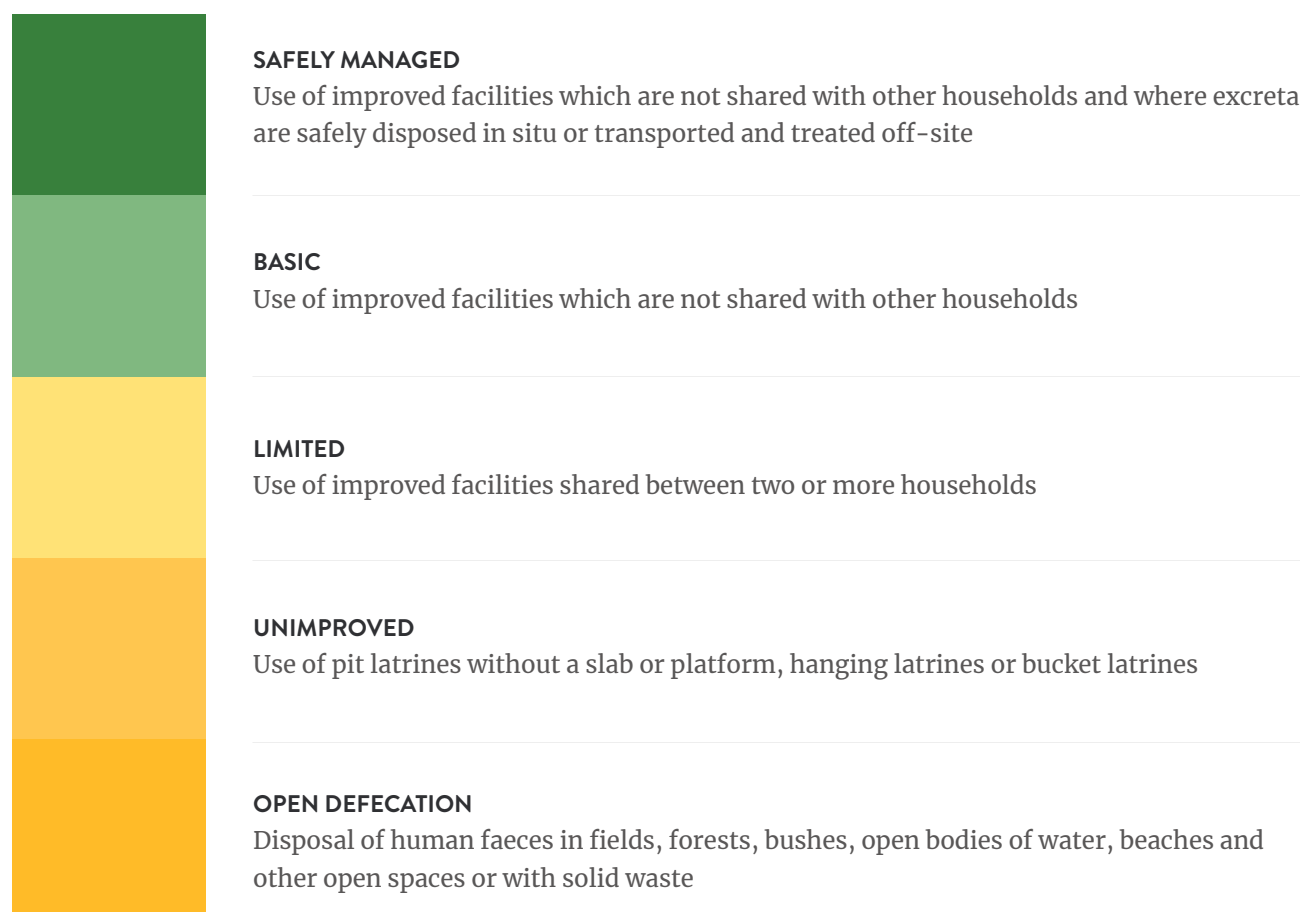 SAFELY MANAGED
Use of improved facilities which are not shared with other households and where excreta
are safely disposed in situ or transported and treated off-site
BASIC
Use of improved facilities which are not shared with other households
LIMITED
Use of improved facilities shared between two or more households
UNIMPROVED
Use of pit latrines without a slab or platform, hanging latrines or bucket latrines
OPEN DEFECATION
Disposal of human faeces in fields, forests, bushes, open bodies of water, beaches and
other open spaces or with solid waste